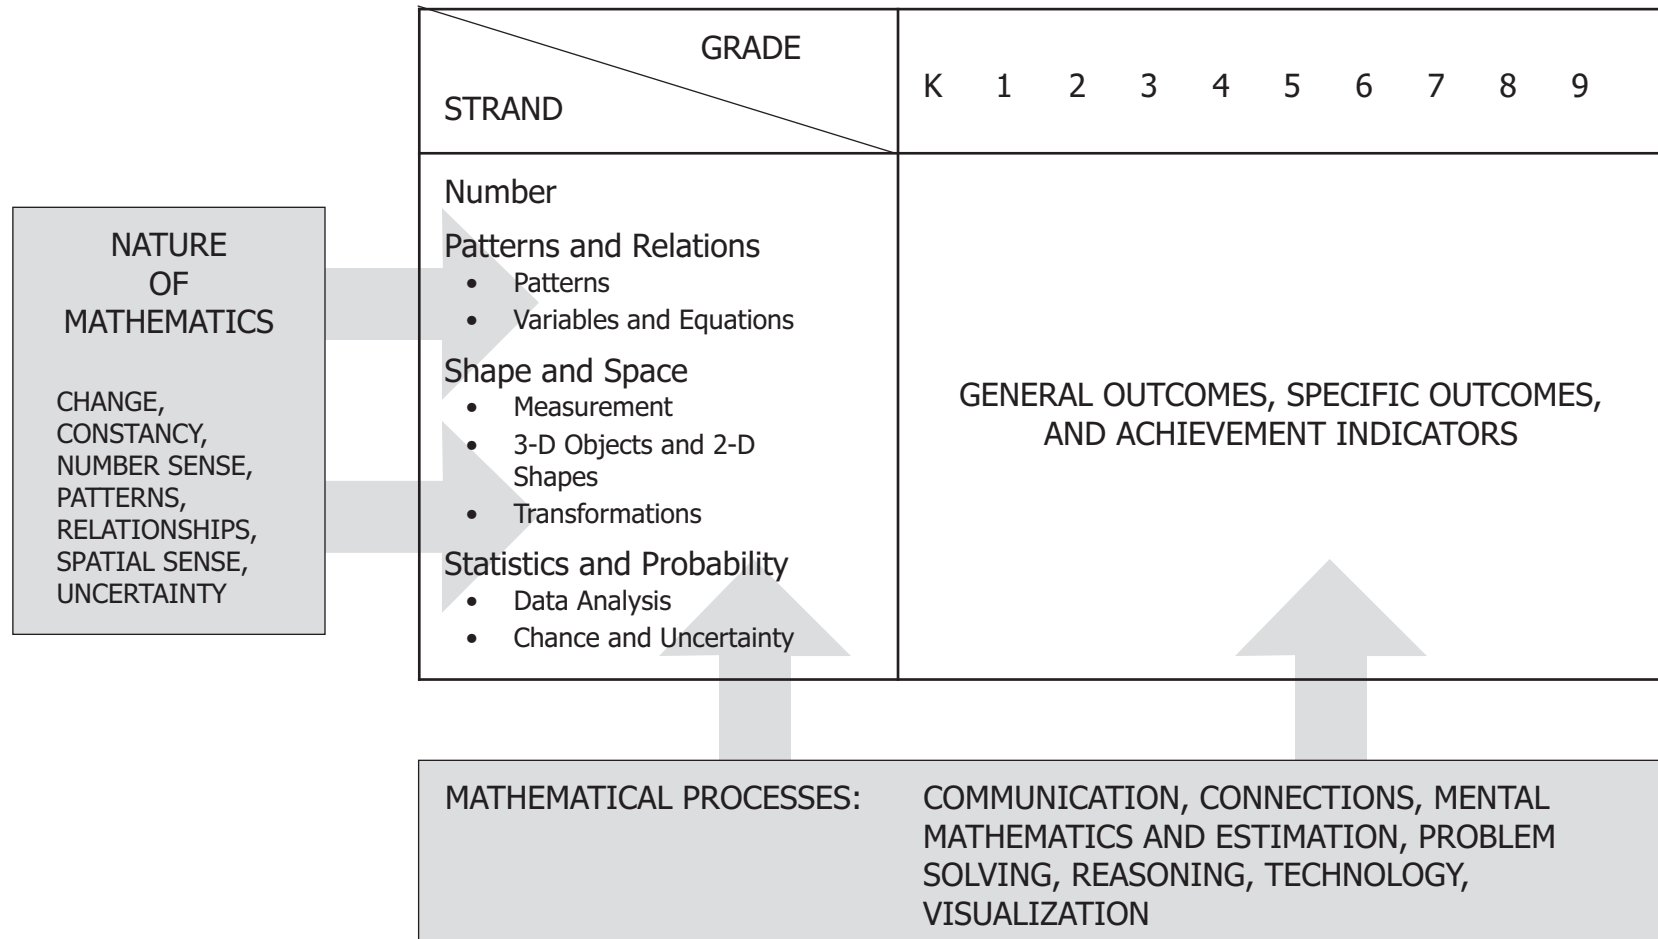 GRADE
STRAND
K 1 2 3 4 5 6 7 8 9
NATURE
OF
MATHEMATICS
CHANGE,
CONSTANCY,
NUMBER SENSE,
PATTERNS,
RELATIONSHIPS,
SPATIAL SENSE,
UNCERTAINTY
Number
Patterns and Relations
• Patterns
• Variables and Equations
Shape and Space
• Measurement
• 3-D Objects and 2-D
Shapes
• Transformations
Statistics and Probability
• Data Analysis
• Chance and Uncertainty
GENERAL OUTCOMES, SPECIFIC OUTCOMES,
AND ACHIEVEMENT INDICATORS
MATHEMATICAL PROCESSES: COMMUNICATION, CONNECTIONS, MENTAL
MATHEMATICS AND ESTIMATION, PROBLEM
SOLVING, REASONING, TECHNOLOGY,
VISUALIZATION